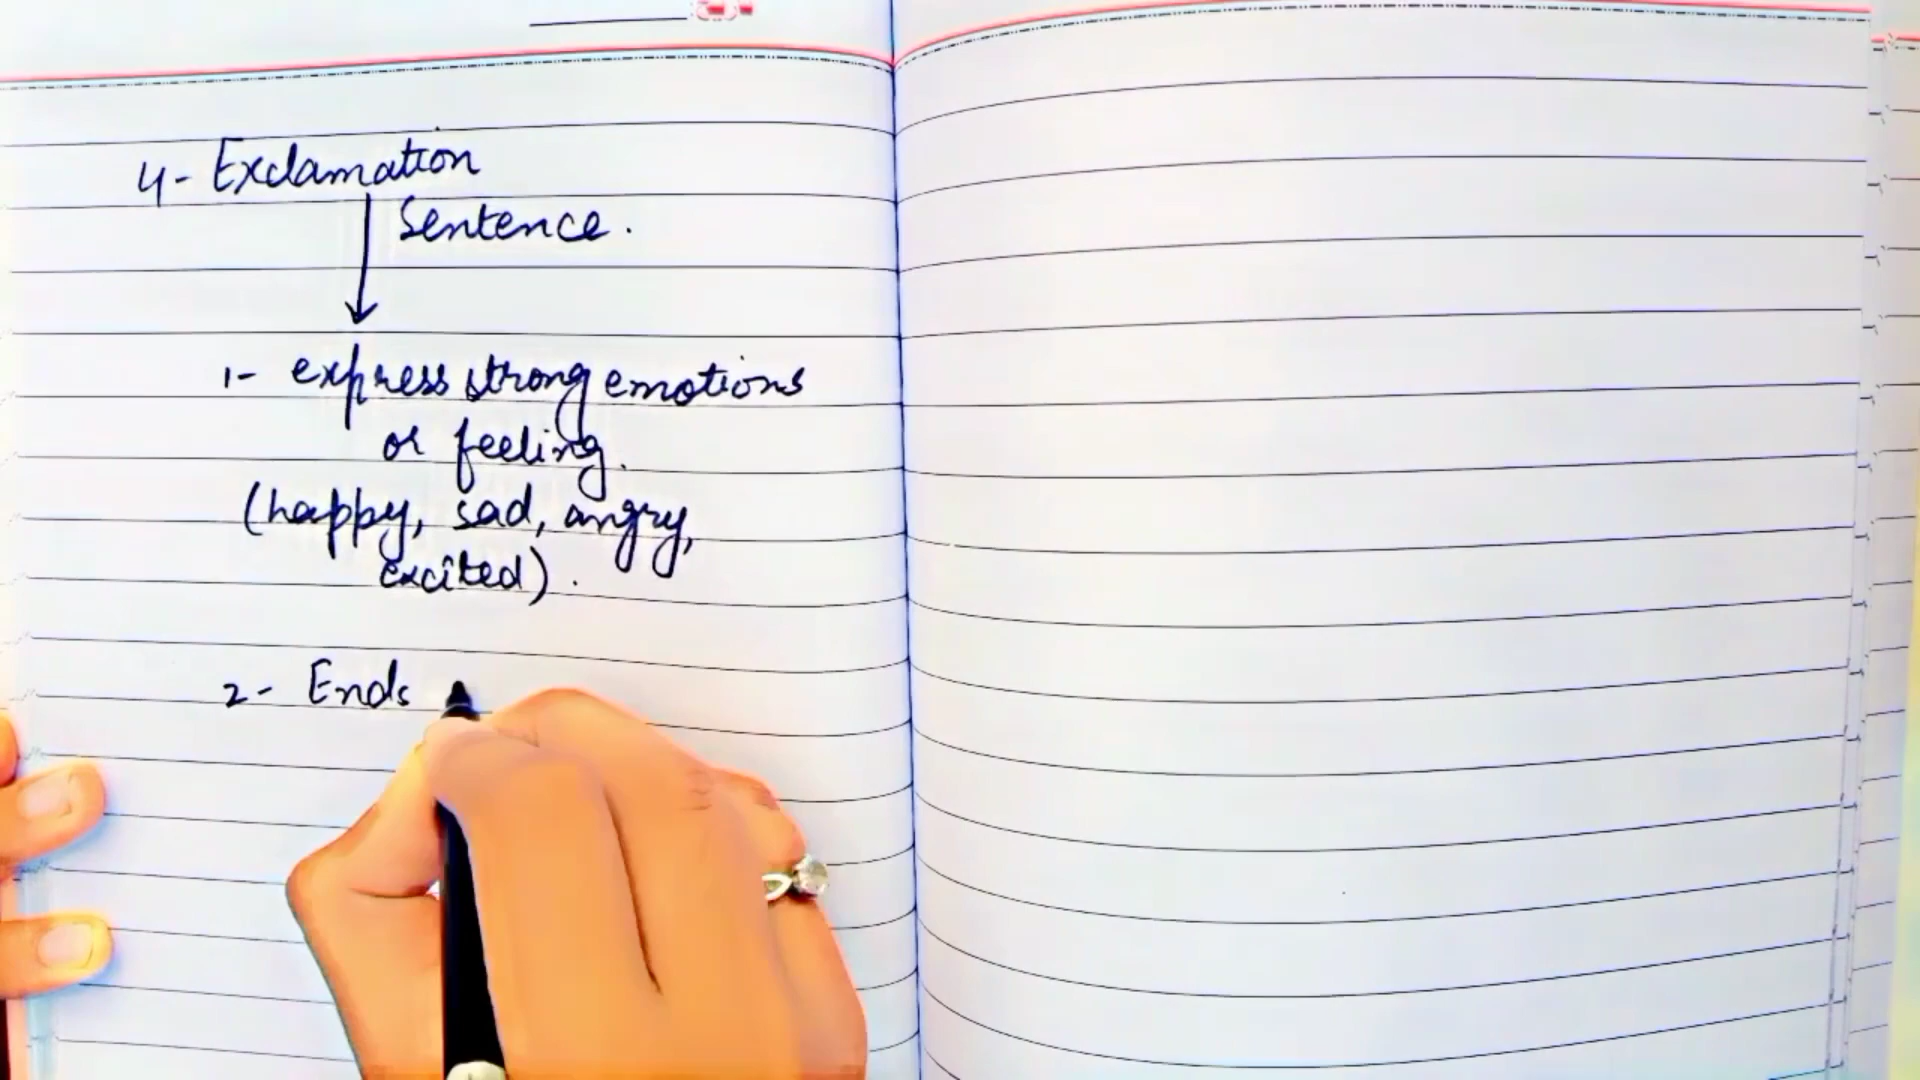 4- Exclamation
Sentence.
1- express strong emotions
or feeling.
(happy, sad, angry,
excited).
2- Ends